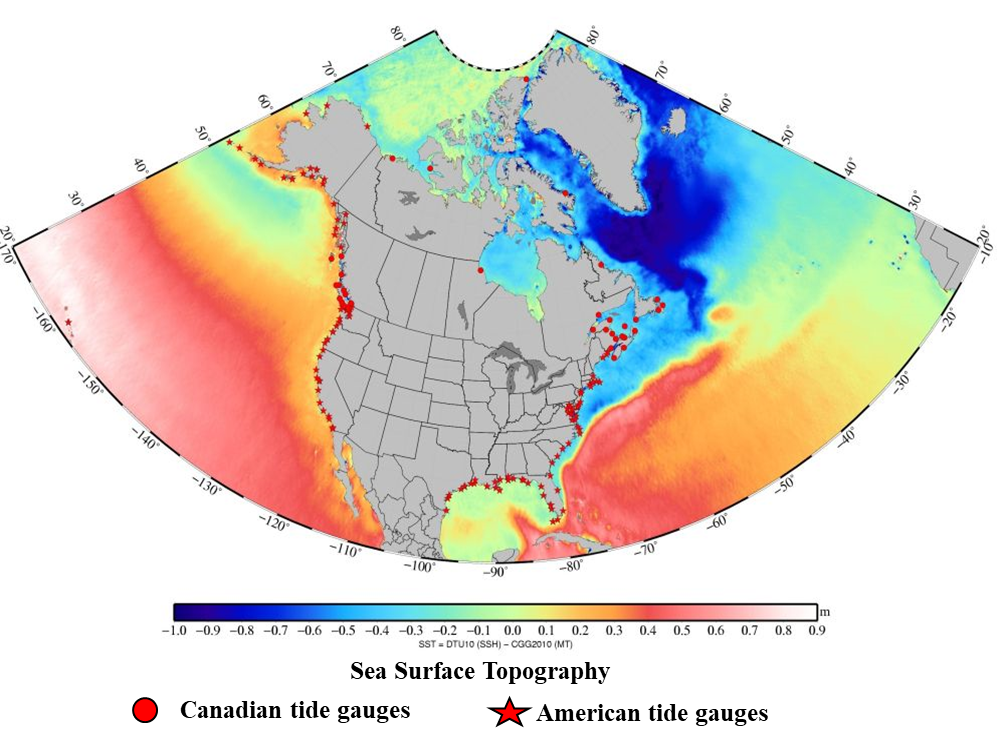 80° 80°
70° 70°
60° 60°
50° 50°
40° 40°
30° 30°
20° 20°
−170° −10°
−160° −20°
−150° −30°
−140° −40°
−130° −50°
−120° −60°
−110° −70°
−100° −90° −80°
m
−1.0 −0.9 −0.8 −0.7 −0.6 −0.5 −0.4 −0.3 −0.2 −0.1 0.0 0.1 0.2 0.3 0.4 0.5 0.6 0.7 0.8 0.9
SST = DTU10 (SSH) − CGG2010 (MT)
Sea Surface Topography
Canadian tide gauges American tide gauges